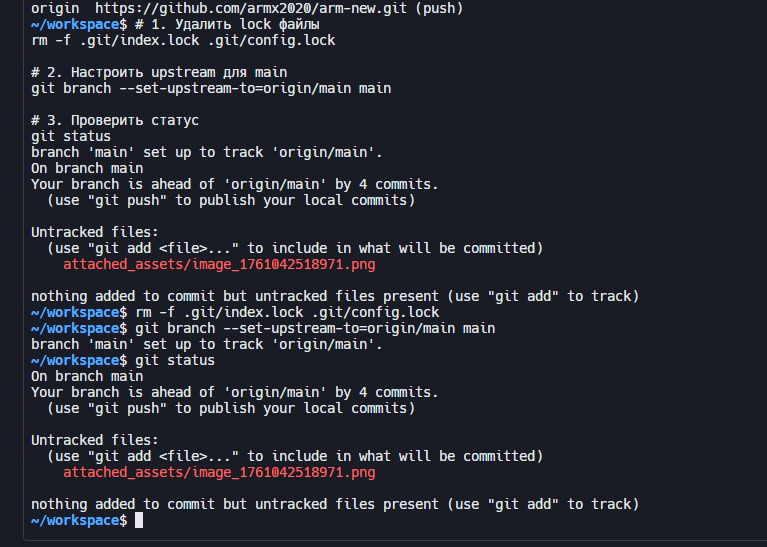 origin  https://github.com/armx2020/arm-new.git (push)
~/workspace$ # 1. Удалить lock файлы
rm -f .git/index.lock .git/config.lock

# 2. Настроить upstream для main
git branch --set-upstream-to=origin/main main

# 3. Проверить статус
git status
branch 'main' set up to track 'origin/main'.
On branch main
Your branch is ahead of 'origin/main' by 4 commits.
  (use "git push" to publish your local commits)

Untracked files:
  (use "git add <file>..." to include in what will be committed)
    attached_assets/image_1761042518971.png

nothing added to commit but untracked files present (use "git add" to track)
~/workspace$ rm -f .git/index.lock .git/config.lock
~/workspace$ git branch --set-upstream-to=origin/main main
branch 'main' set up to track 'origin/main'.
~/workspace$ git status
On branch main
Your branch is ahead of 'origin/main' by 4 commits.
  (use "git push" to publish your local commits)

Untracked files:
  (use "git add <file>..." to include in what will be committed)
    attached_assets/image_1761042518971.png

nothing added to commit but untracked files present (use "git add" to track)
~/workspace$